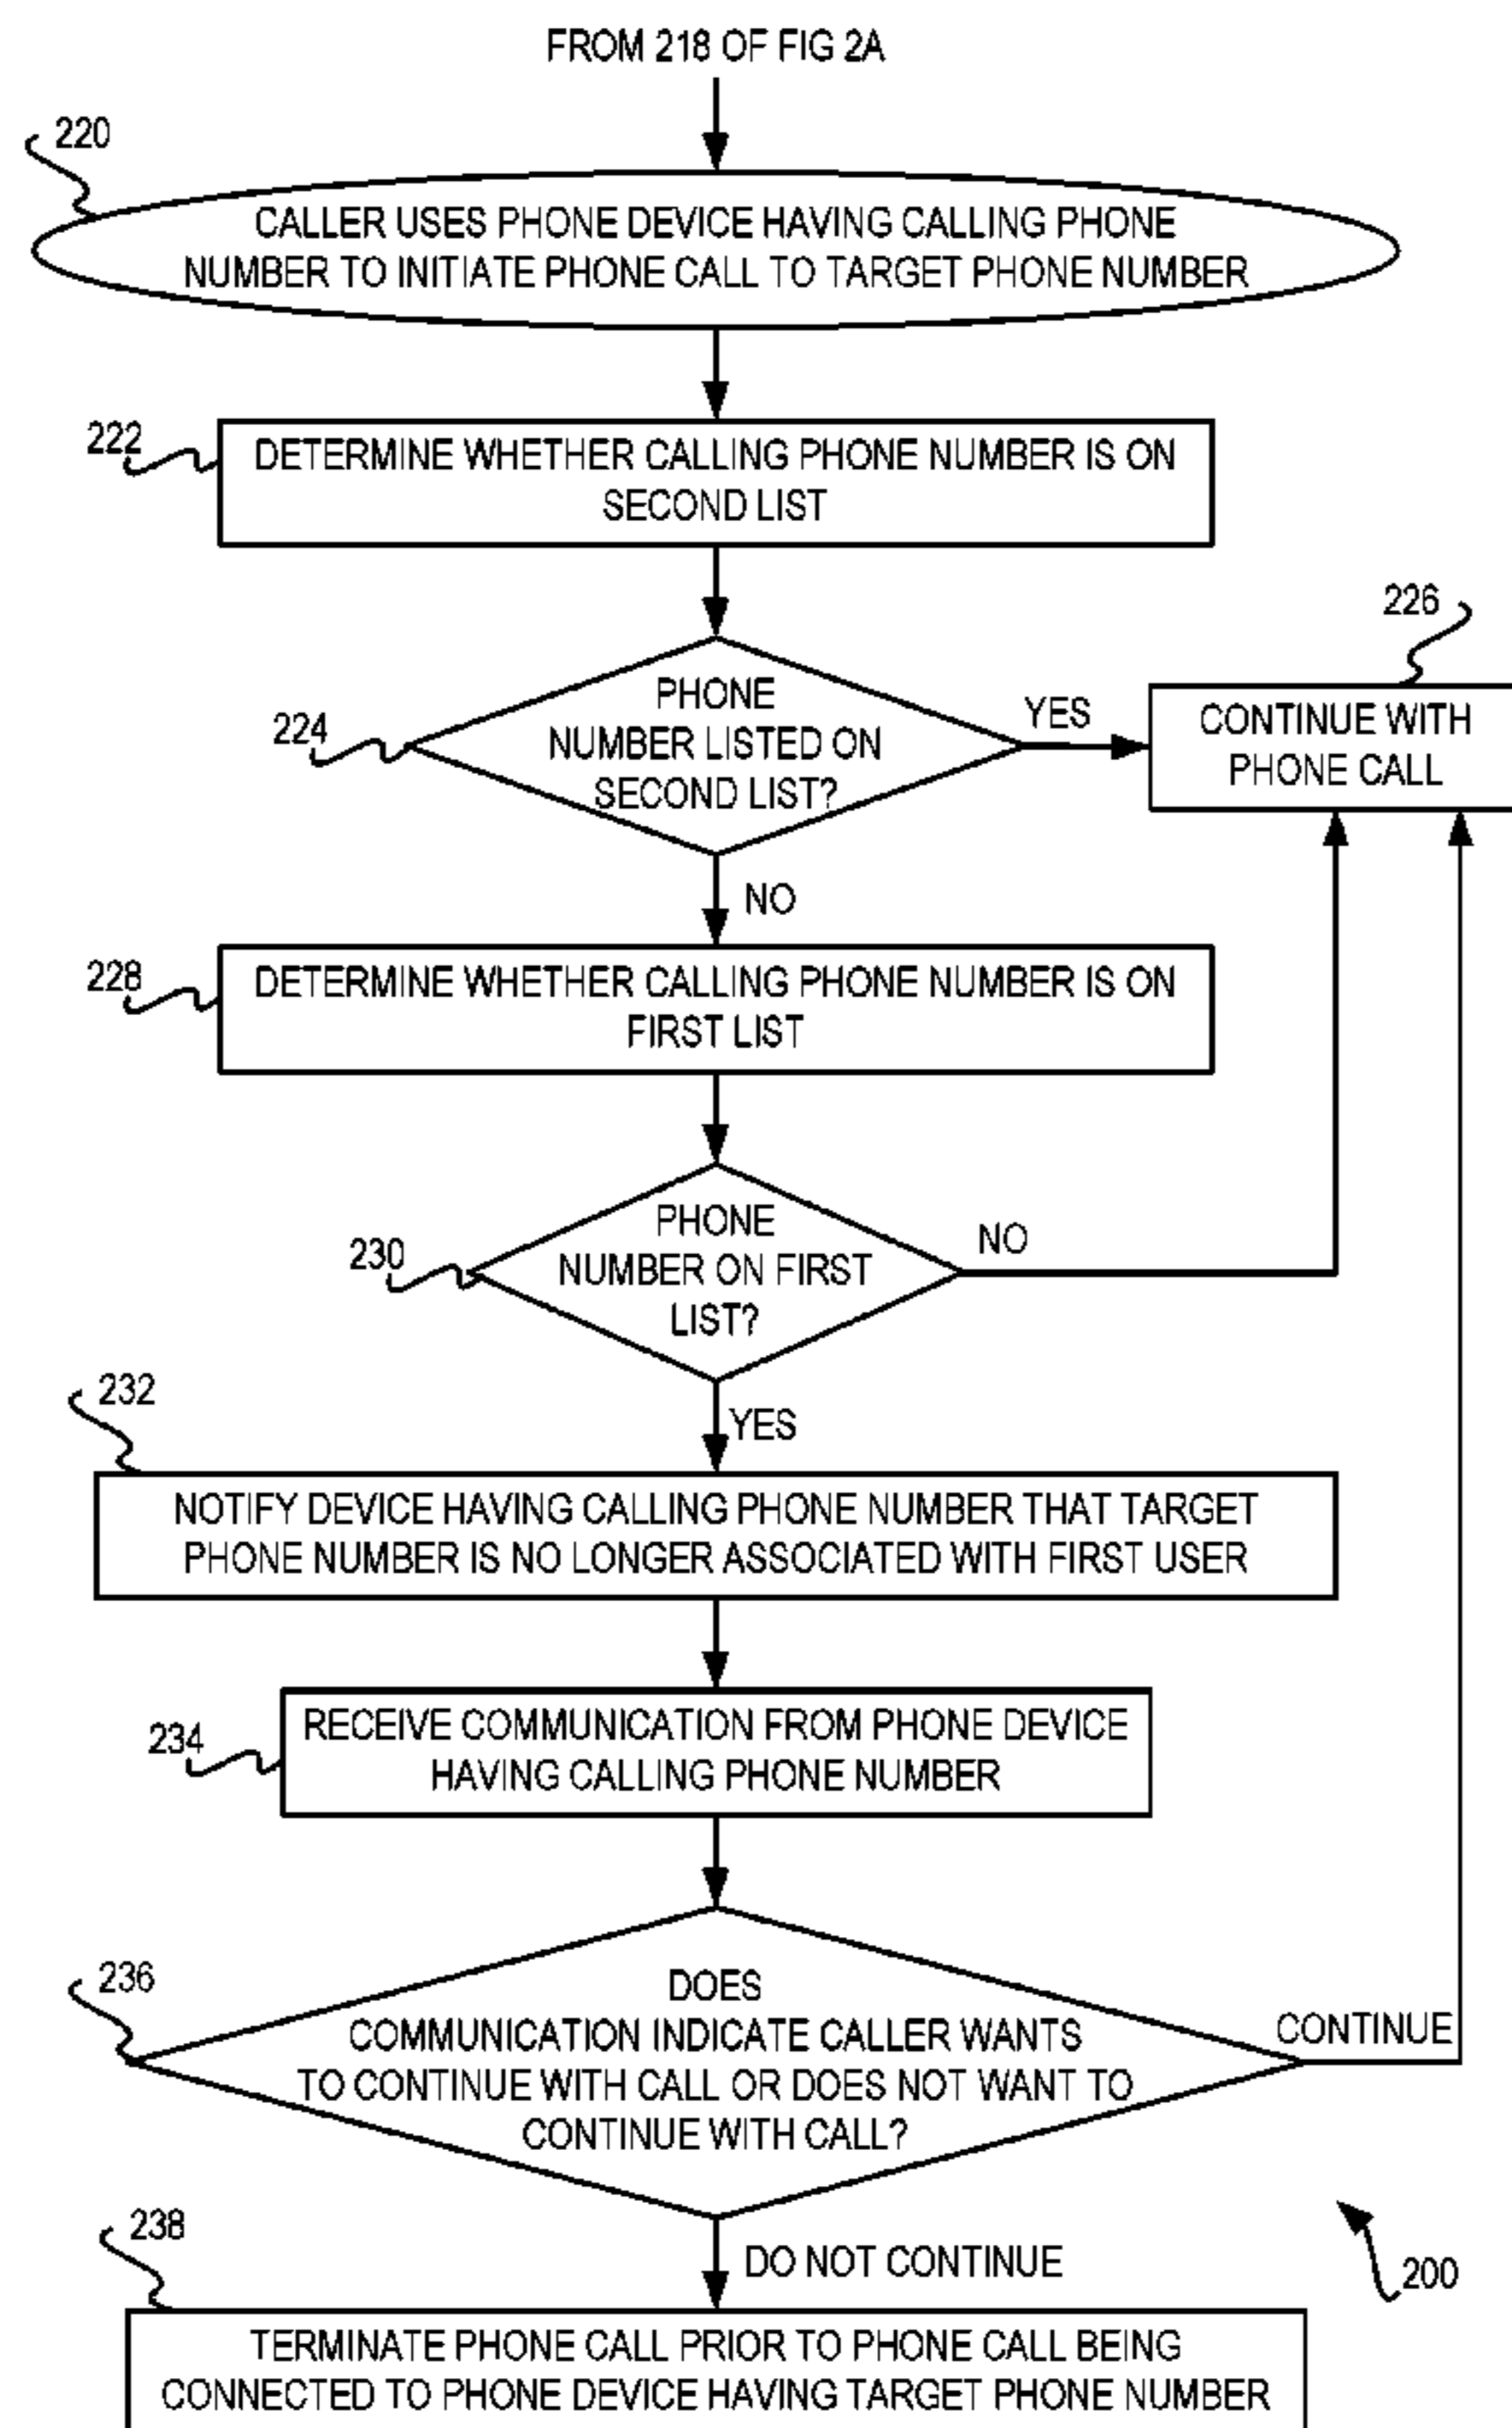 FROM 218 OF FIG 2A
220
CALLER USES PHONE DEVICE HAVING CALLING PHONE
NUMBER TO INITIATE PHONE CALL TO TARGET PHONE NUMBER
222
DETERMINE WHETHER CALLING PHONE NUMBER IS ON
SECOND LIST
226
224
PHONE
NUMBER LISTED ON
SECOND LIST?
YES
CONTINUE WITH
PHONE CALL
NO
228
DETERMINE WHETHER CALLING PHONE NUMBER IS ON
FIRST LIST
230
PHONE
NUMBER ON FIRST
LIST?
NO
232
YES
NOTIFY DEVICE HAVING CALLING PHONE NUMBER THAT TARGET
PHONE NUMBER IS NO LONGER ASSOCIATED WITH FIRST USER
234
RECEIVE COMMUNICATION FROM PHONE DEVICE
HAVING CALLING PHONE NUMBER
236
DOES
COMMUNICATION INDICATE CALLER WANTS
TO CONTINUE WITH CALL OR DOES NOT WANT TO
CONTINUE WITH CALL?
CONTINUE
238
DO NOT CONTINUE
200
TERMINATE PHONE CALL PRIOR TO PHONE CALL BEING
CONNECTED TO PHONE DEVICE HAVING TARGET PHONE NUMBER